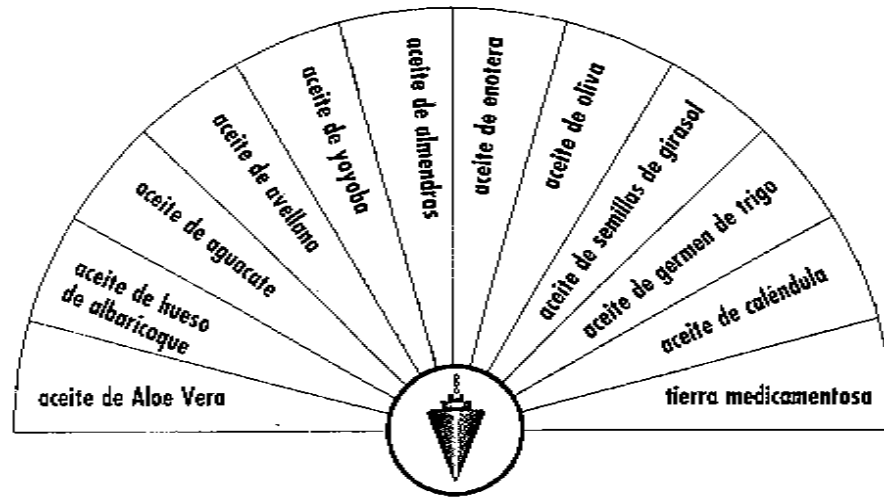 aceite de Aloe Vera
aceite de hueso
de albaricoque
aceite de aguacate
aceite de avellana
aceite de yoyoba
aceite de almendras
aceite de enotera
aceite de oliva
aceite de semillas de girasol
aceite de germen de trigo
aceite de caléndula
tierra medicamentosa